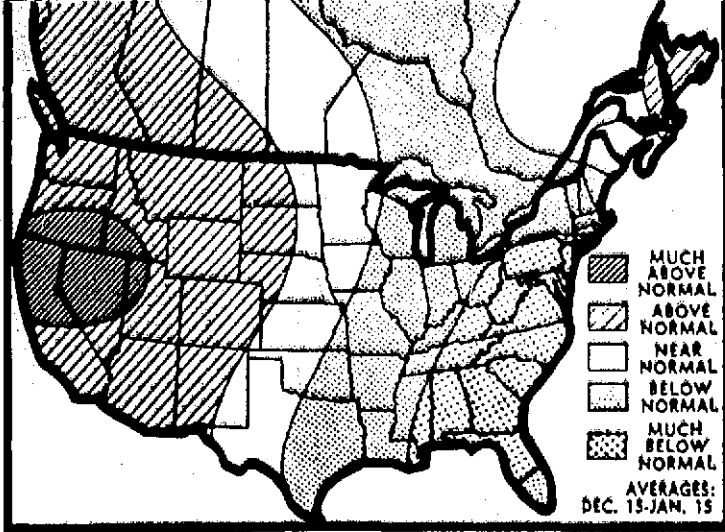 MUCH
ABOVE
NORMAL
ABOVE
NORMAL
NEAR
NORMAL
BELOW
NORMAL
MUCH
BELOW
NORMAL
AVERAGES:
DEC. 15-JAN. 15